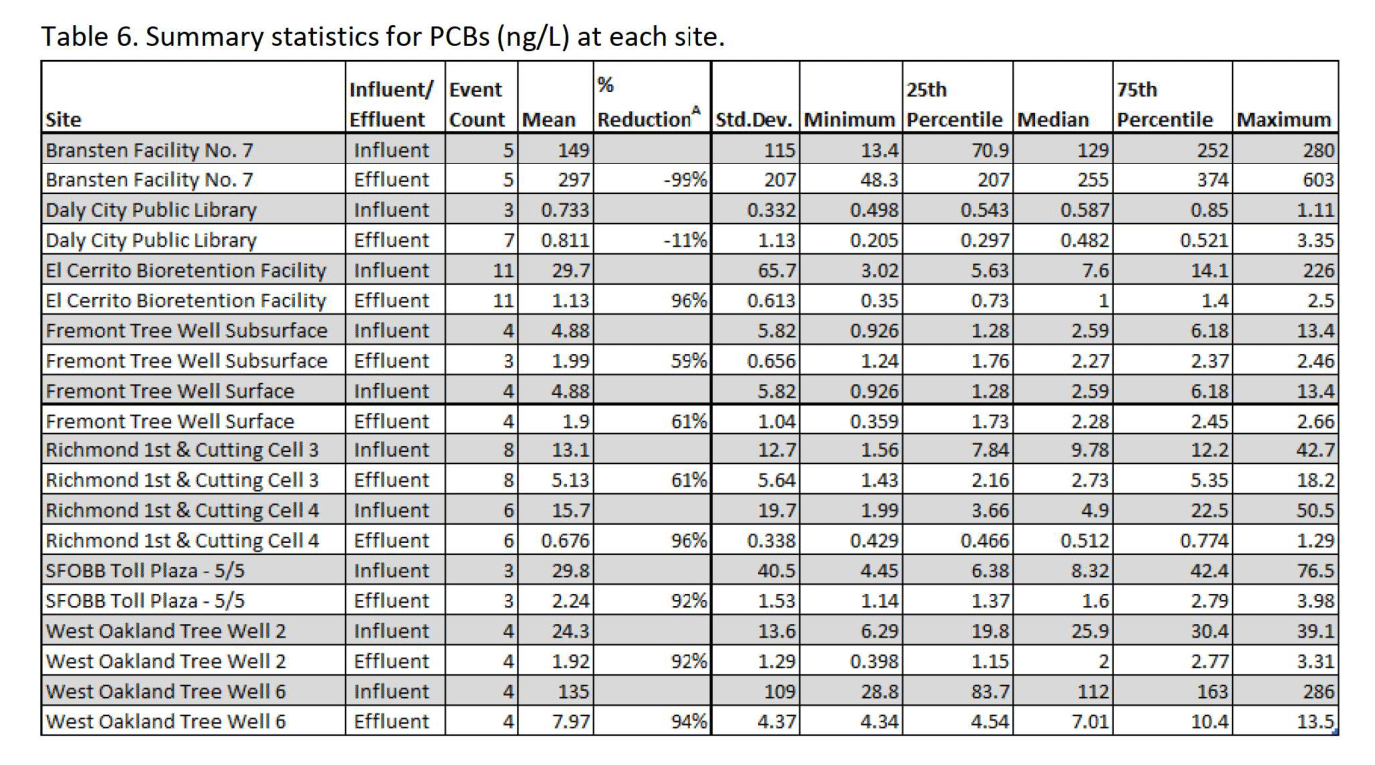 Table 6. Summary statistics for PCBs (ng/L) at each site.
Site Influent/ Effluent Event Count Mean % Reduction^A Std.Dev. Minimum 25th Percentile Median 75th Percentile Maximum
Bransten Facility No. 7 Influent 5 149 115 13.4 70.9 129 252 280
Bransten Facility No. 7 Effluent 5 297 -99% 207 48.3 207 255 374 603
Daly City Public Library Influent 3 0.733 0.332 0.498 0.543 0.587 0.85 1.11
Daly City Public Library Effluent 7 0.811 -11% 1.13 0.205 0.297 0.482 0.521 3.35
El Cerrito Bioretention Facility Influent 11 29.7 65.7 3.02 5.63 7.6 14.1 226
El Cerrito Bioretention Facility Effluent 11 1.13 96% 0.613 0.35 0.73 1 1.4 2.5
Fremont Tree Well Subsurface Influent 4 4.88 5.82 0.926 1.28 2.59 6.18 13.4
Fremont Tree Well Subsurface Effluent 3 1.99 59% 0.656 1.24 1.76 2.27 2.37 2.46
Fremont Tree Well Surface Influent 4 4.88 5.82 0.926 1.28 2.59 6.18 13.4
Fremont Tree Well Surface Effluent 4 1.9 61% 1.04 0.359 1.73 2.28 2.45 2.66
Richmond 1st & Cutting Cell 3 Influent 8 13.1 12.7 1.56 7.84 9.78 12.2 42.7
Richmond 1st & Cutting Cell 3 Effluent 8 5.13 61% 5.64 1.43 2.16 2.73 5.35 18.2
Richmond 1st & Cutting Cell 4 Influent 6 15.7 19.7 1.99 3.66 4.9 22.5 50.5
Richmond 1st & Cutting Cell 4 Effluent 6 0.676 96% 0.338 0.429 0.466 0.512 0.774 1.29
SFOBB Toll Plaza - 5/5 Influent 3 29.8 40.5 4.45 6.38 8.32 42.4 76.5
SFOBB Toll Plaza - 5/5 Effluent 3 2.24 92% 1.53 1.14 1.37 1.6 2.79 3.98
West Oakland Tree Well 2 Influent 4 24.3 13.6 6.29 19.8 25.9 30.4 39.1
West Oakland Tree Well 2 Effluent 4 1.92 92% 1.29 0.398 1.15 2 2.77 3.31
West Oakland Tree Well 6 Influent 4 135 109 28.8 83.7 112 163 286
West Oakland Tree Well 6 Effluent 4 7.97 94% 4.37 4.34 4.54 7.01 10.4 13.5